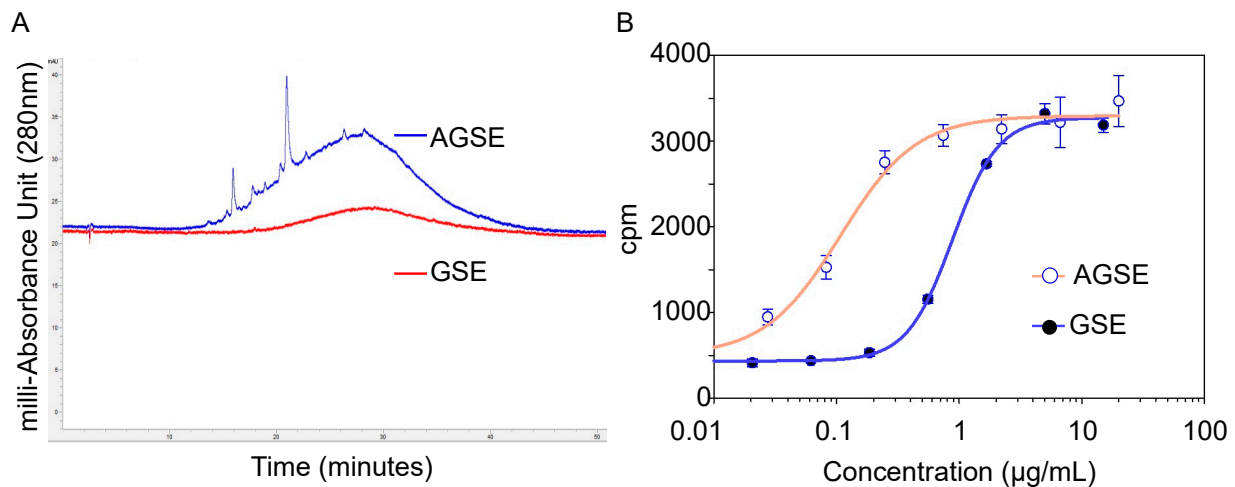 A
milli-Absorbance Unit (280nm)
40
35
30
25
20
15
10
5
0
10
20
30
40
50
AGSE
GSE
Time (minutes)
B
cpm
4000
3000
2000
1000
0
0.01
0.1
1
10
100
AGSE
GSE
Concentration (μg/mL)